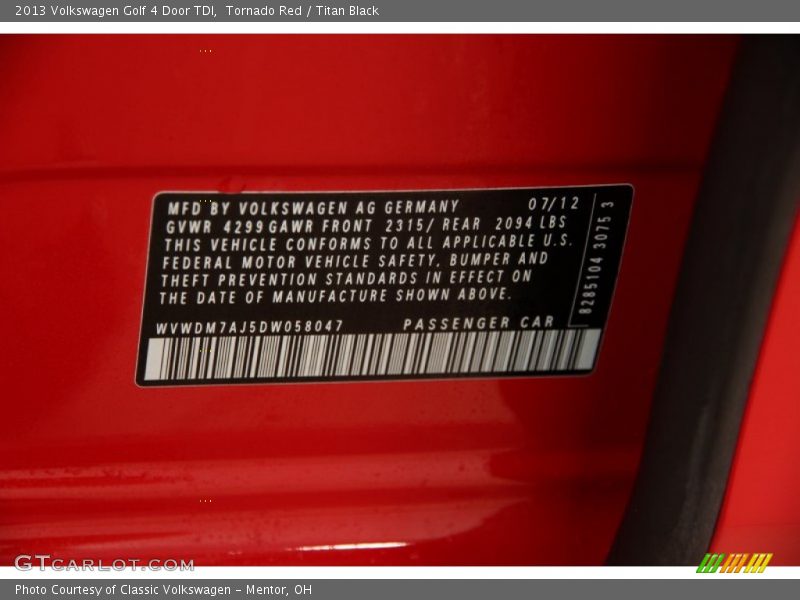 2013 Volkswagen Golf 4 Door TDI,  Tornado Red / Titan Black
MFD BY VOLKSWAGEN AG GERMANY 07/12
GVWR 4299 GAWR FRONT 2315/ REAR 2094 LBS
THIS VEHICLE CONFORMS TO ALL APPLICABLE U.S.
FEDERAL MOTOR VEHICLE SAFETY, BUMPER AND
THEFT PREVENTION STANDARDS IN EFFECT ON
THE DATE OF MANUFACTURE SHOWN ABOVE.
WVWDM7AJ5DW058047 PASSENGER CAR
8285104 3075 3
GTCARLOT.COM
Photo Courtesy of Classic Volkswagen - Mentor, OH